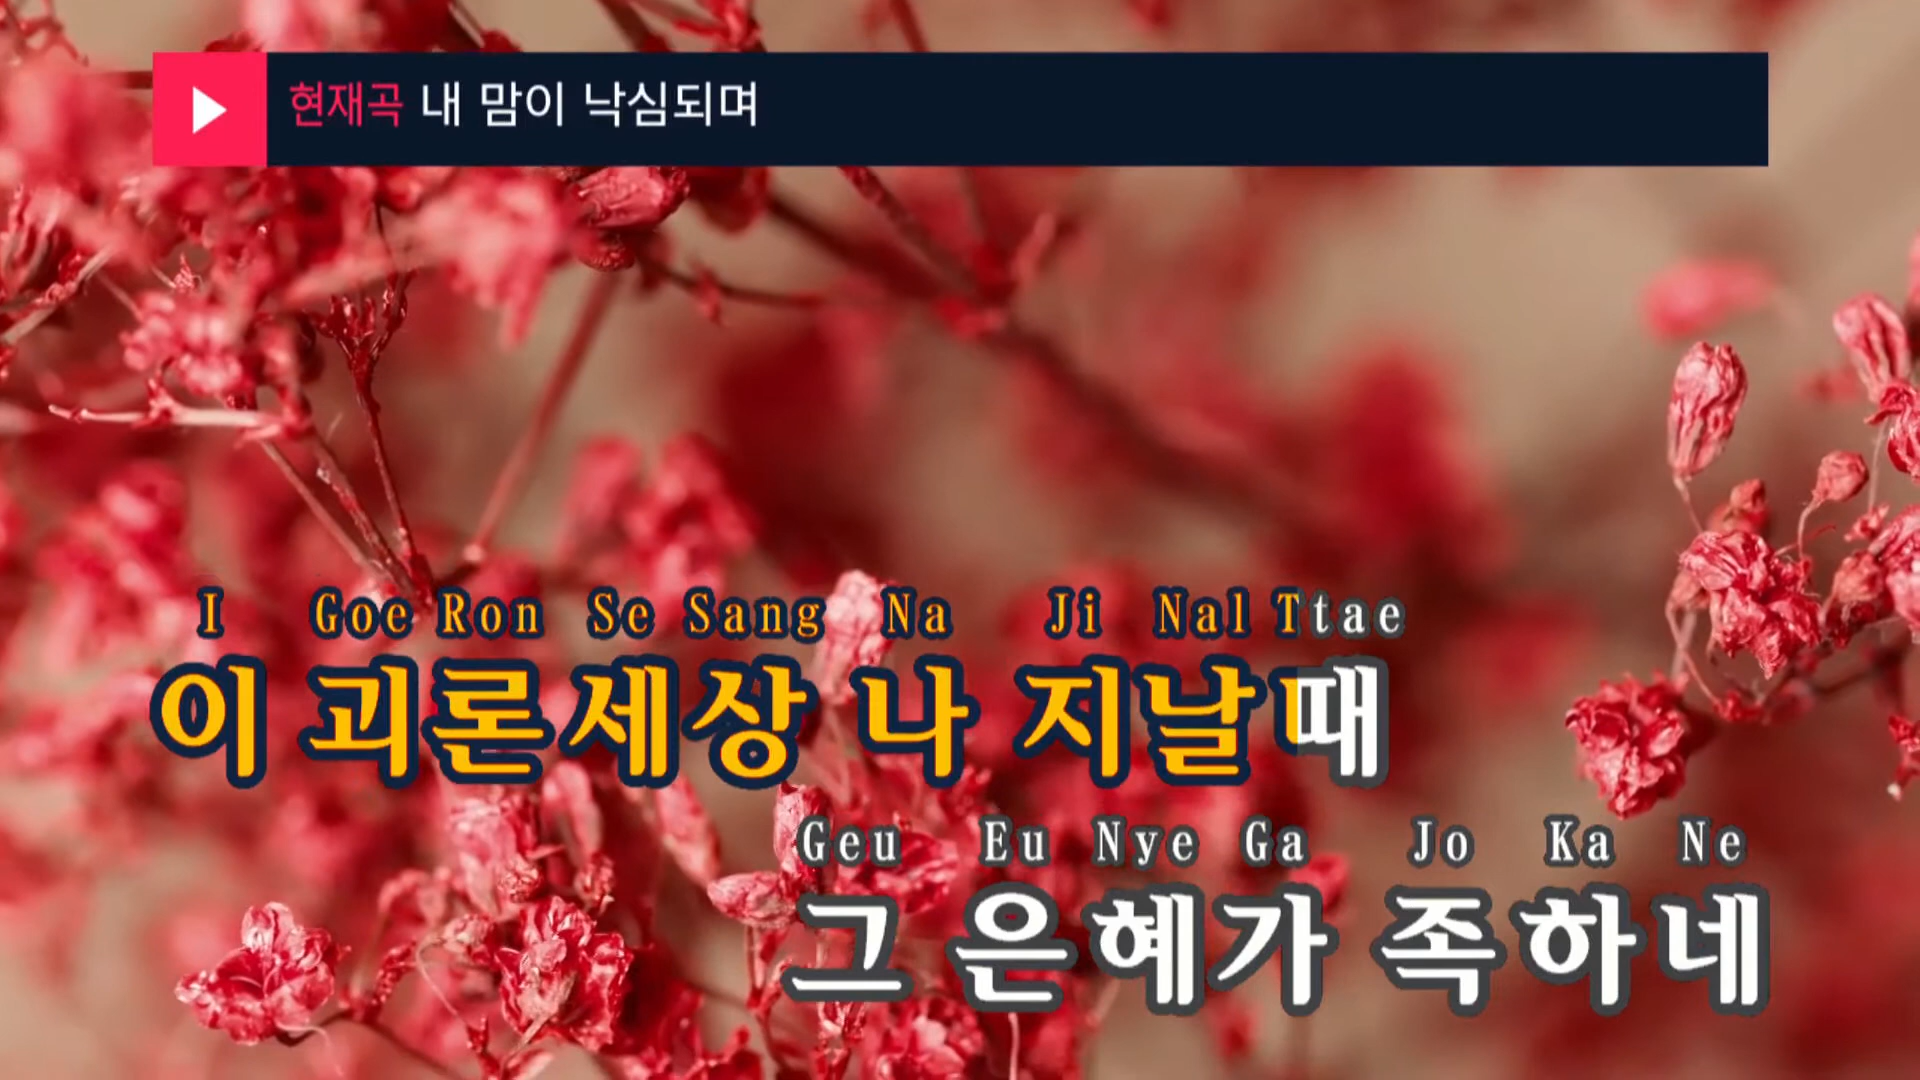 현재곡 내 맘이 낙심되며
I Goe Ron Se Sang Na Ji Nal Ttae
이 괴론세상 나 지날때
Geu Eu Nye Ga Jo Ka Ne
그 은혜가 족하네